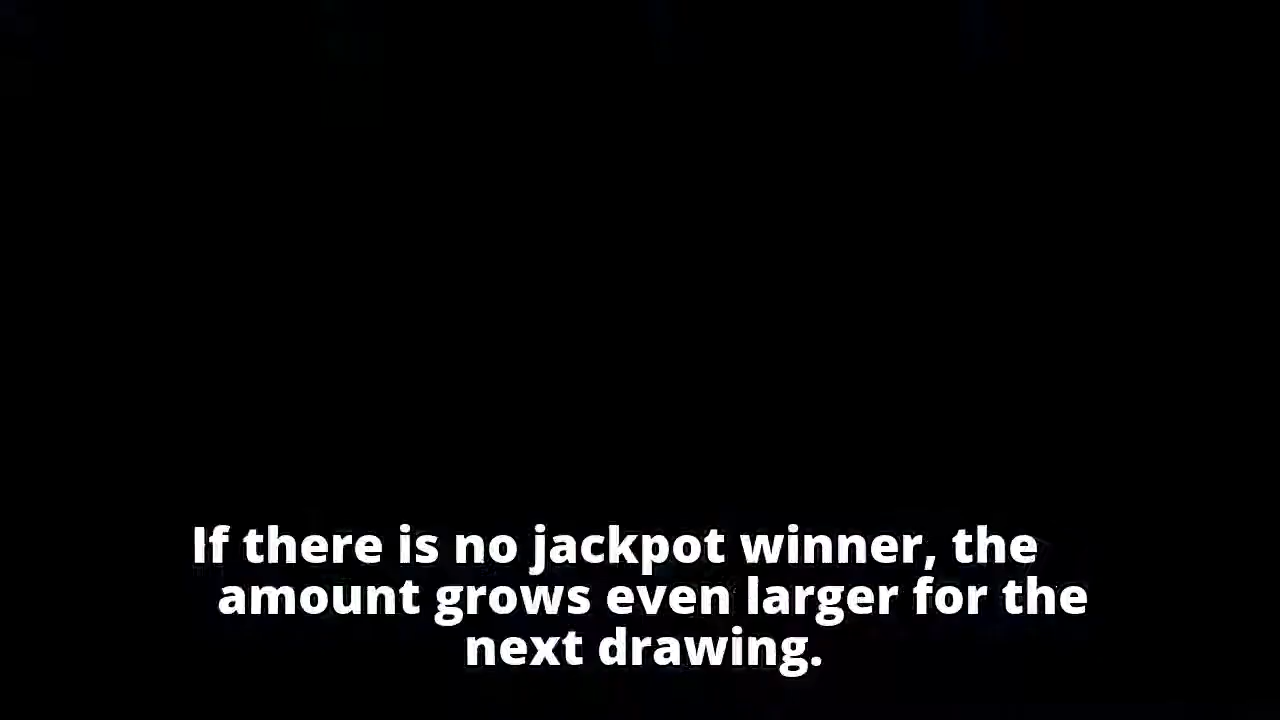 If there is no jackpot winner, the
amount grows even larger for the
next drawing.